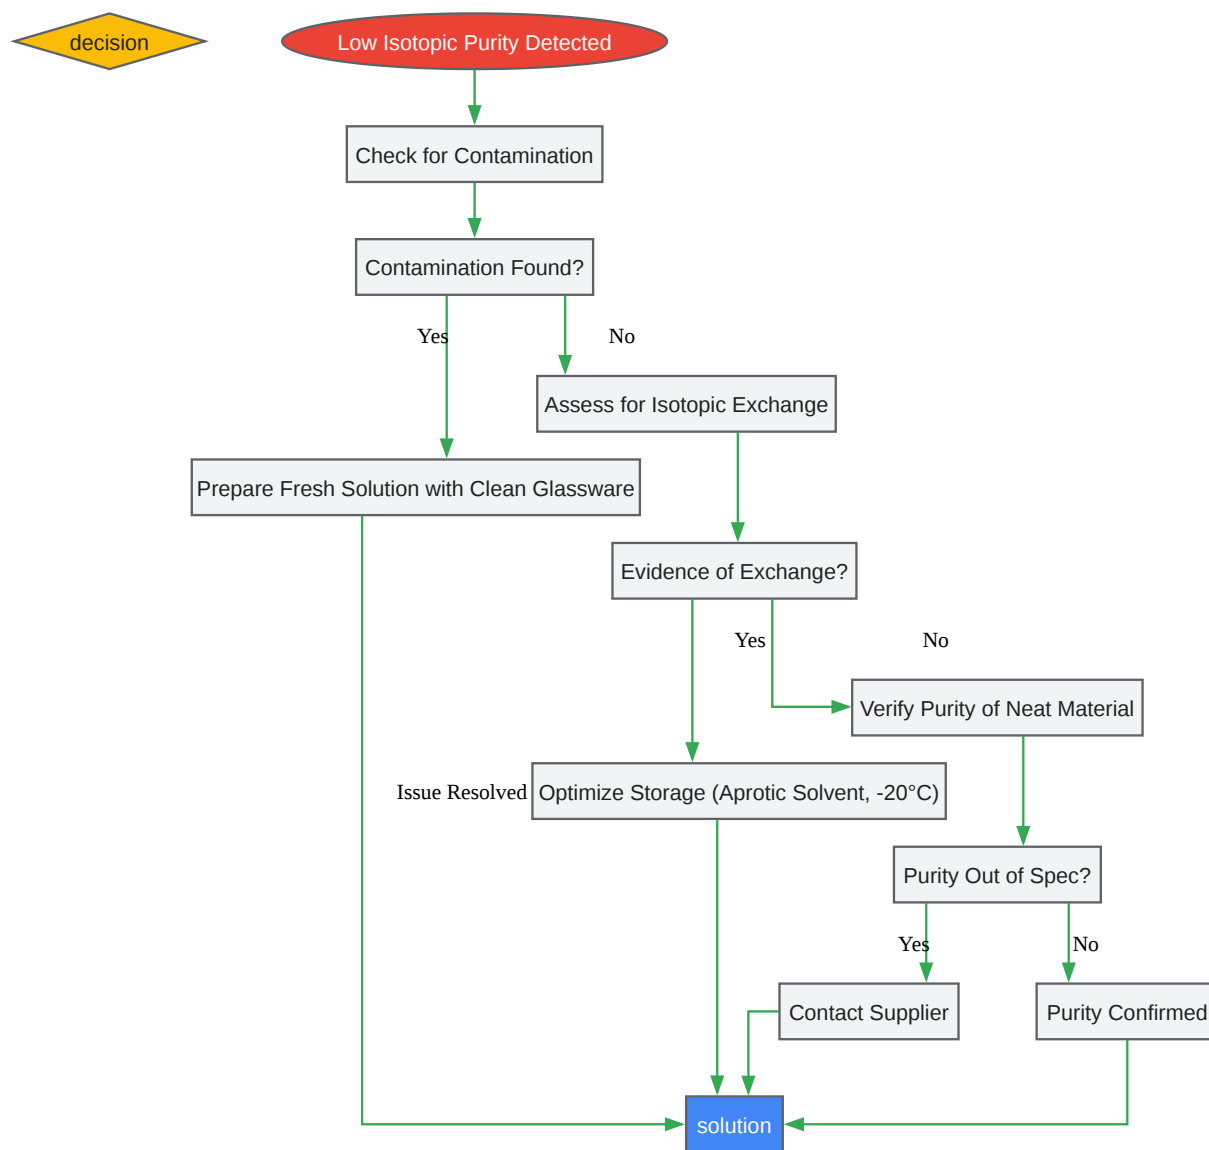 decision
Low Isotopic Purity Detected
Check for Contamination
Contamination Found?
Yes
No
Assess for Isotopic Exchange
Prepare Fresh Solution with Clean Glassware
Evidence of Exchange?
Yes
No
Verify Purity of Neat Material
Issue Resolved
Optimize Storage (Aprotic Solvent, -20°C)
Purity Out of Spec?
Yes
No
Contact Supplier
Purity Confirmed
solution